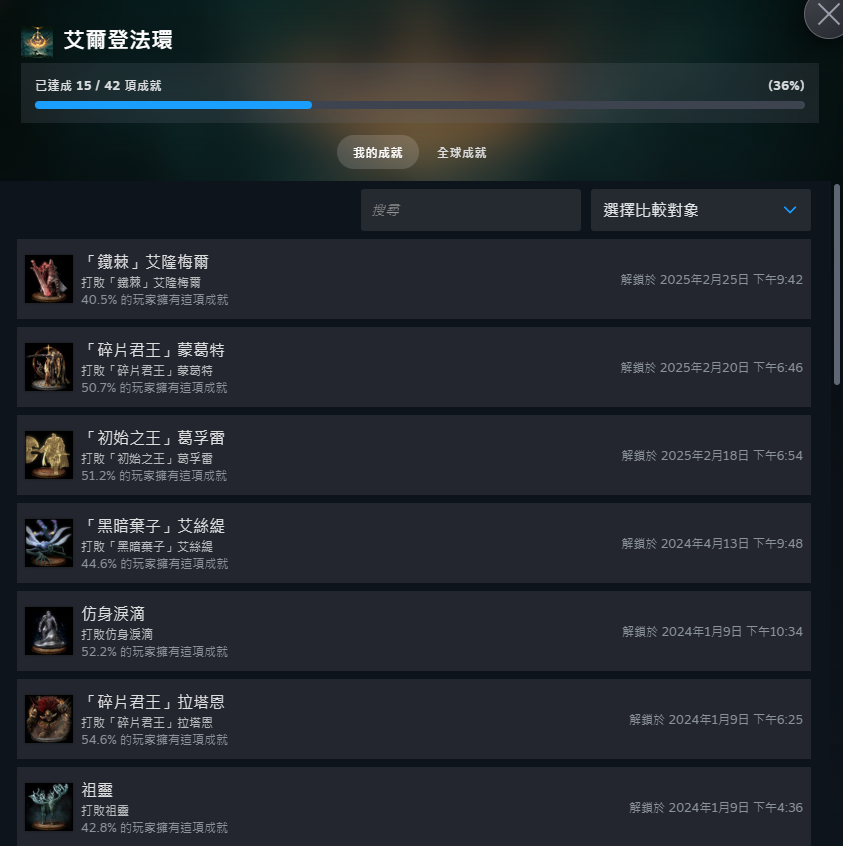 艾爾登法環
已達成 15 / 42 項成就
(36%)
我的成就
全球成就
搜尋
選擇比較對象
「鐵棘」艾隆梅爾
打敗「鐵棘」艾隆梅爾
40.5% 的玩家擁有這項成就
解鎖於 2025年2月25日 下午9:42
「碎片君王」蒙葛特
打敗「碎片君王」蒙葛特
50.7% 的玩家擁有這項成就
解鎖於 2025年2月20日 下午6:46
「初始之王」葛孚雷
打敗「初始之王」葛孚雷
51.2% 的玩家擁有這項成就
解鎖於 2025年2月18日 下午6:54
「黑暗棄子」艾絲緹
打敗「黑暗棄子」艾絲緹
44.6% 的玩家擁有這項成就
解鎖於 2024年4月13日 下午9:48
仿身淚滴
打敗仿身淚滴
52.2% 的玩家擁有這項成就
解鎖於 2024年1月9日 下午10:34
「碎片君王」拉塔恩
打敗「碎片君王」拉塔恩
54.6% 的玩家擁有這項成就
解鎖於 2024年1月9日 下午6:25
祖靈
打敗祖靈
42.8% 的玩家擁有這項成就
解鎖於 2024年1月9日 下午4:36